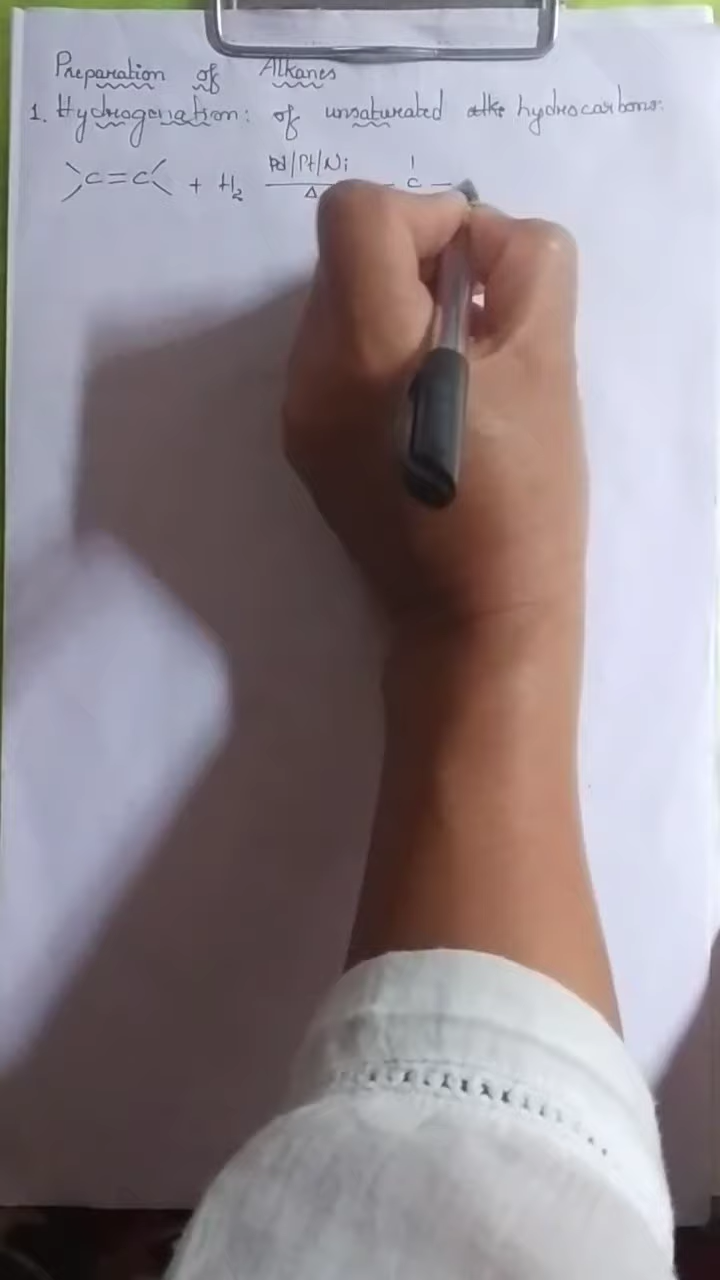 Preparation of Alkanes
1. Hydrogenation: of unsaturated hydrocarbons:
>C=C< + H₂ Pd/Pt/Ni Δ - C -